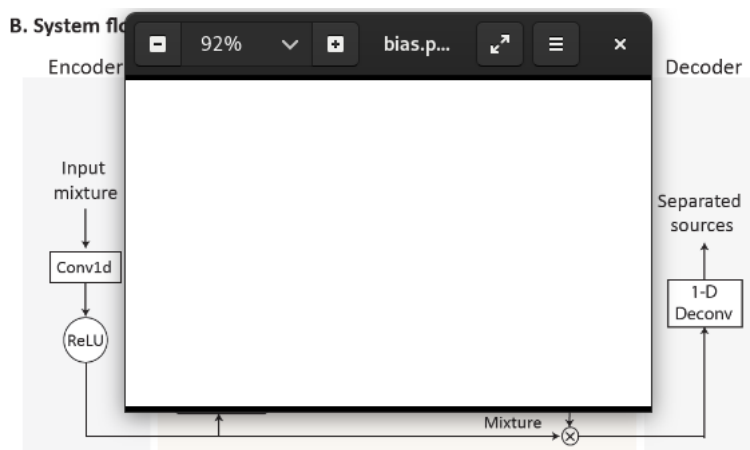 B. System flo
92%
bias.p...
Encoder
Decoder
Input
mixture
Conv1d
ReLU
Separated
sources
1-D
Deconv
Mixture